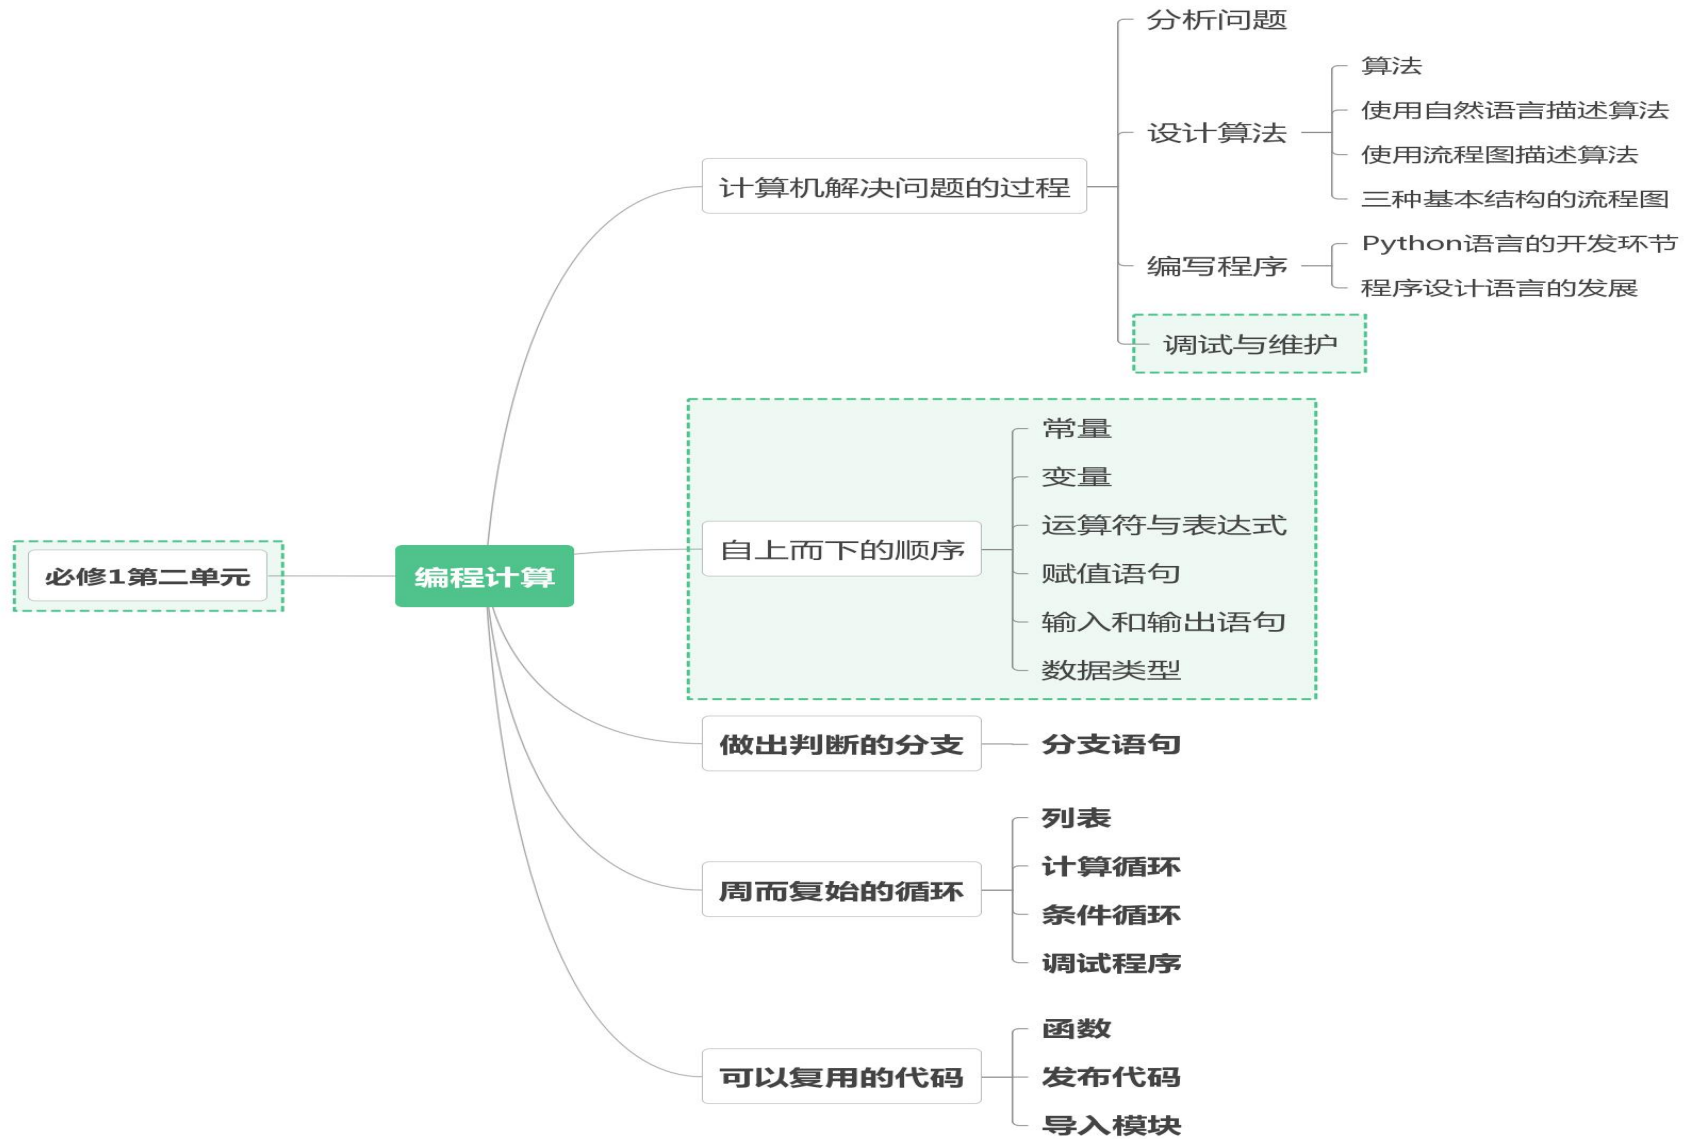 必修1第二单元
编程计算
计算机解决问题的过程
分析问题
设计算法
算法
使用自然语言描述算法
使用流程图描述算法
三种基本结构的流程图
编写程序
Python语言的开发环节
程序设计语言的发展
调试与维护
自上而下的顺序
常量
变量
运算符与表达式
赋值语句
输入和输出语句
数据类型
做出判断的分支
分支语句
周而复始的循环
列表
计算循环
条件循环
调试程序
可以复用的代码
函数
发布代码
导入模块